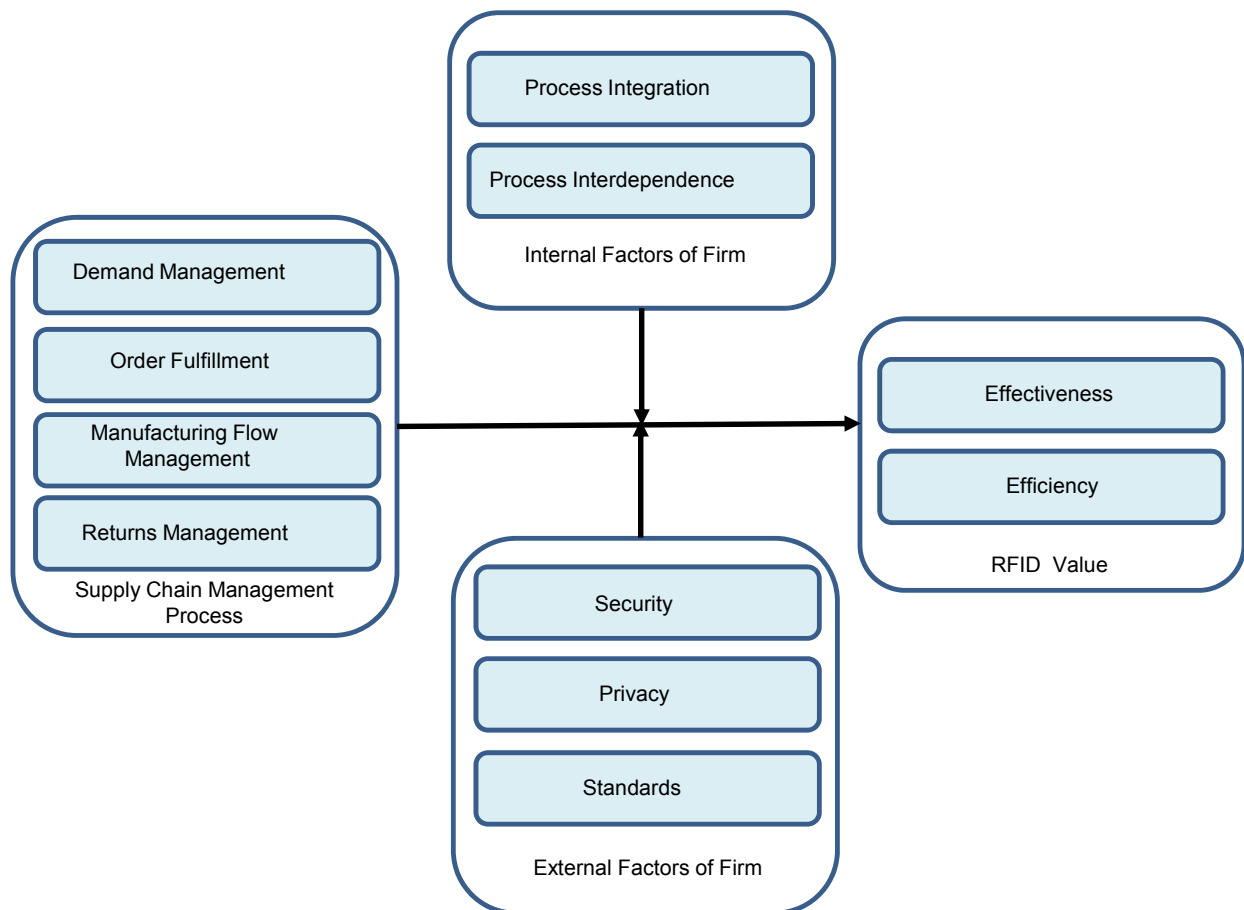 Process Integration
Process Interdependence
Internal Factors of Firm
Demand Management
Order Fulfillment
Manufacturing Flow
Management
Returns Management
Supply Chain Management
Process
Effectiveness
Efficiency
RFID Value
Security
Privacy
Standards
External Factors of Firm